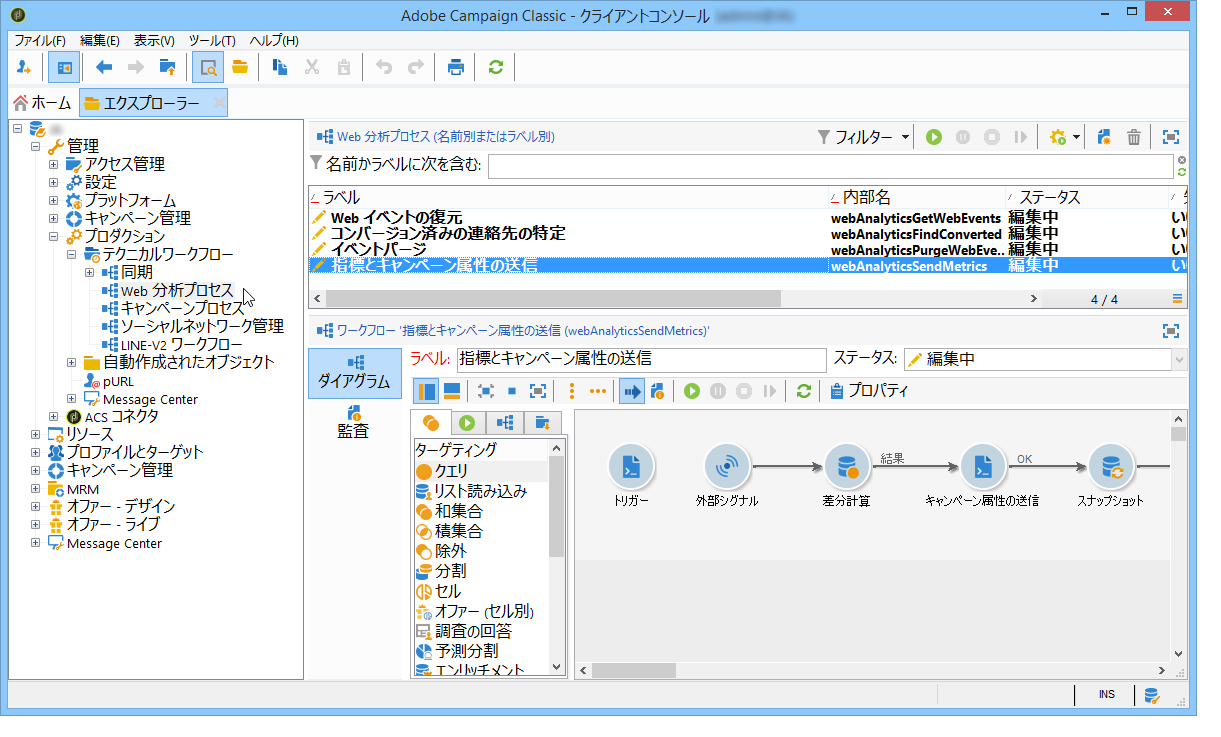 Adobe Campaign Classic - クライアントコンソール
ファイル(F) 編集(E) 表示(V) ツール(T) ヘルプ(H)
ホーム エクスプローラー
管理
アクセス管理
設定
プラットフォーム
キャンペーン管理
プロダクション
テクニカルワークフロー
同期
Web 分析プロセス
キャンペーンプロセス
ソーシャルネットワーク管理
LINE-V2 ワークフロー
自動作成されたオブジェクト
pURL
Message Center
ACS コネクタ
リソース
プロファイルとターゲット
キャンペーン管理
MRM
オファー - デザイン
オファー - ライブ
Message Center
Web 分析プロセス (名前別またはラベル別) フィルター
名前かラベルに次を含む:
ラベル 内部名 ステータス
Web イベントの復元 webAnalyticsGetWebEvents 編集中 い
コンバージョン済みの連絡先の特定 webAnalyticsFindConverted 編集中 い
イベントパージ webAnalyticsPurgeWebEve.. 編集中 い
指標とキャンペーン属性の送信 webAnalyticsSendMetrics 編集中 い
4 / 4
ワークフロー '指標とキャンペーン属性の送信 (webAnalyticsSendMetrics)'
ダイアグラム
監査
ラベル: 指標とキャンペーン属性の送信 ステータス: 編集中
プロパティ
ターゲティング
クエリ
リスト読み込み
和集合
積集合
除外
分割
セル
オファー (セル別)
調査の回答
予測分割
エンリッチメント
結果 OK
トリガー 外部シグナル 差分計算 キャンペーン属性の送信 スナップショット
INS